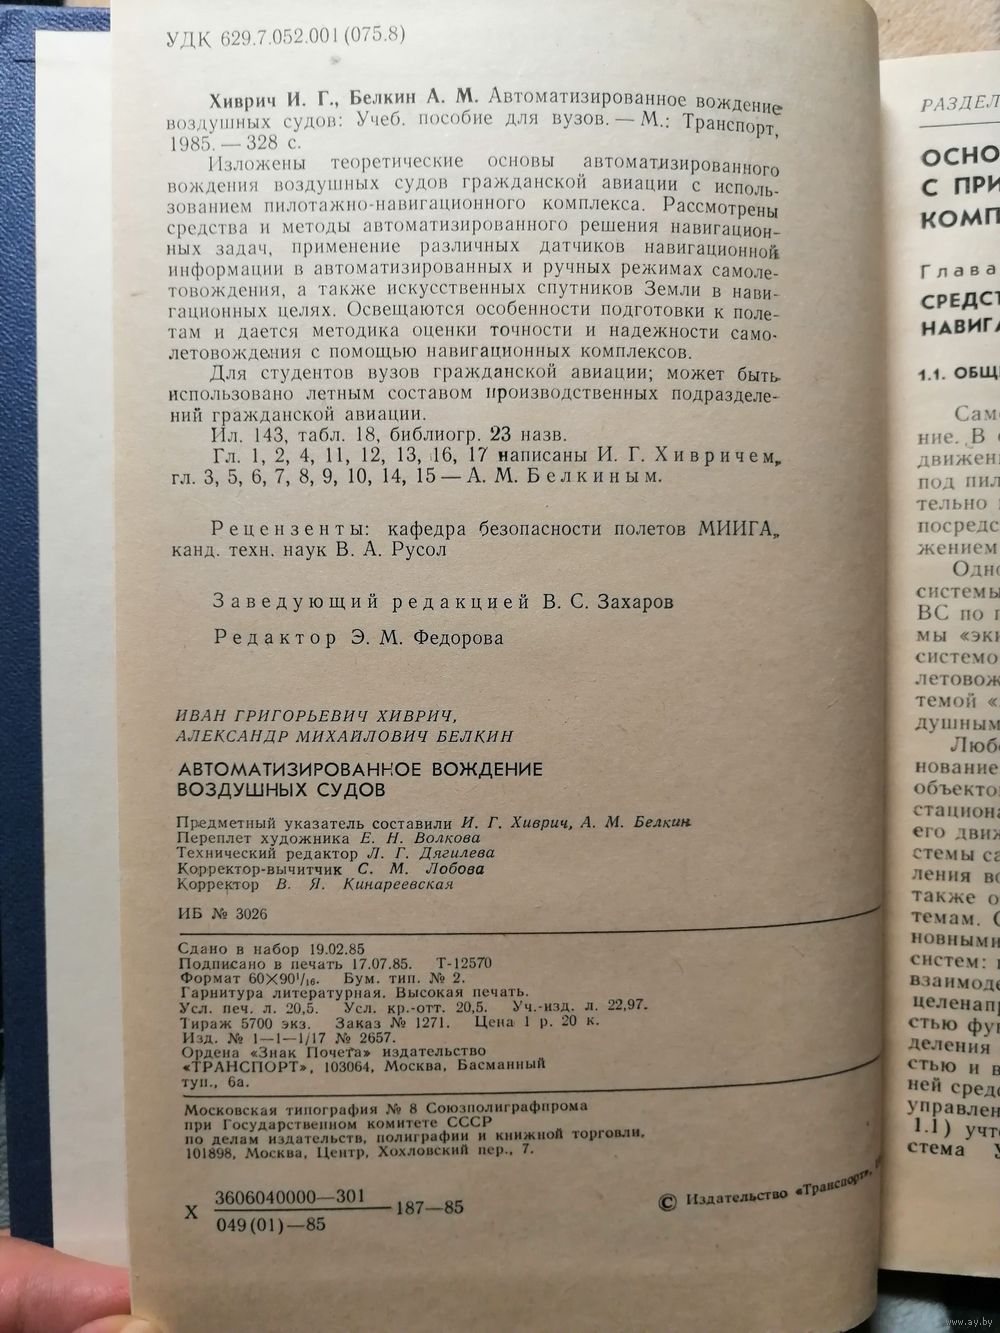 УДК 629.7.052.001(075.8)
Хиврич И. Г., Белкин А. М. Автоматизированное вождение
воздушных судов: Учеб. пособие для вузов. — М.: Транспорт,
1985. — 328 с.
Изложены теоретические основы автоматизированного
вождения воздушных судов гражданской авиации с исполь-
зованием пилотажно-навигационного комплекса. Рассмотрены
средства и методы автоматизированного решения навигацион-
ных задач, применение различных датчиков навигационной
информации в автоматизированных и ручных режимах самоле-
товождения, а также искусственных спутников Земли в нави-
гационных целях. Освещаются особенности подготовки к поле-
там и дается методика оценки точности и надежности само-
летовождения с помощью навигационных комплексов.
Для студентов вузов гражданской авиации; может быть
использовано летным составом производственных подразделе-
ний гражданской авиации.
Ил. 143, табл. 18, библиогр. 23 назв.
Гл. 1, 2, 4, 11, 12, 13, 16, 17 написаны И. Г. Хивричем,
гл. 3, 5, 6, 7, 8, 9, 10, 14, 15 — А. М. Белкиным.
Рецензенты: кафедра безопасности полетов МИИГА,
канд. техн. наук В. А. Русол
Заведующий редакцией В. С. Захаров
Редактор Э. М. Федорова
ИВАН ГРИГОРЬЕВИЧ ХИВРИЧ,
АЛЕКСАНДР МИХАЙЛОВИЧ БЕЛКИН
АВТОМАТИЗИРОВАННОЕ ВОЖДЕНИЕ
ВОЗДУШНЫХ СУДОВ
Предметный указатель составили И. Г. Хиврич, А. М. Белкин
Переплет художника Е. Н. Волкова
Технический редактор Л. Г. Дягилева
Корректор-вычитчик С. М. Лобова
Корректор В. Я. Кинареевская
ИБ № 3026
Сдано в набор 19.02.85
Подписано в печать 17.07.85. Т-12570
Формат 60×90¹/₁₆. Бум. тип. № 2.
Гарнитура литературная. Высокая печать.
Усл. печ. л. 20,5. Усл. кр.-отт. 20,5. Уч.-изд. л. 22,97.
Тираж 5700 экз. Заказ № 1271. Цена 1 р. 20 к.
Изд. № 1—1—1/17 № 2657.
Ордена «Знак Почета» издательство
«ТРАНСПОРТ», 103064, Москва, Басманный
туп., 6а.
Московская типография № 8 Союзполиграфпрома
при Государственном комитете СССР
по делам издательств, полиграфии и книжной торговли.
101898, Москва, Центр, Хохловский пер., 7.
Х 3606040000—301 187—85
049(01)—85
© Издательство «Транспорт»,
РАЗДЕЛ
ОСНО
С ПРИ
КОМП
Глава
СРЕДСТ
НАВИГА
1.1. ОБЩ
Само
ние. В
движени
под пил
тельно
посредс
жением
Одно
системы
ВС по п
мы «эки
системо
летовож
темой «
душным
Любо
нование
объекто
стациона
его движ
стемы са
ления во
также о
темам. С
новными
систем:
взаимоде
целенапр
стью фун
деления
стью и в
ней средо
управлен
1.1) учт
стема У
www.ay.by